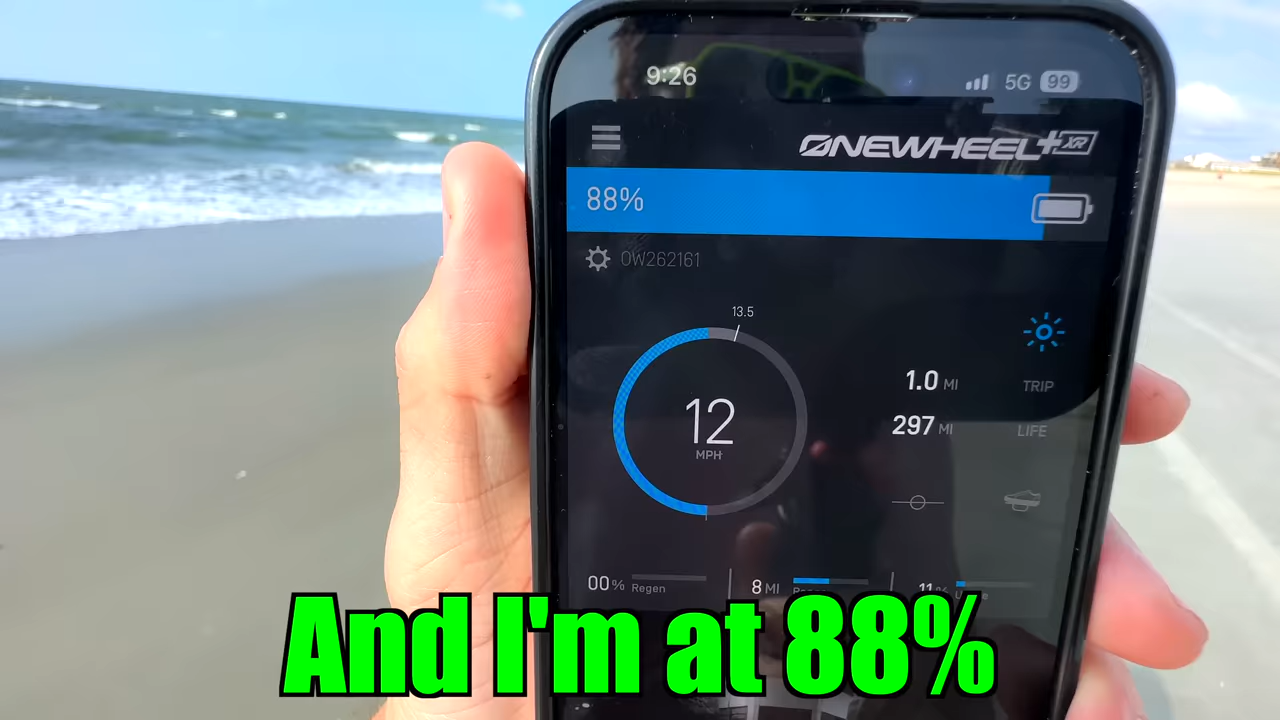 9:26 5G 99
ONEWHEEL+XR
88%
OW262161
13.5
12
MPH
1.0 MI TRIP
297 MI LIFE
00% Regen 8 MI 11%
And I'm at 88%